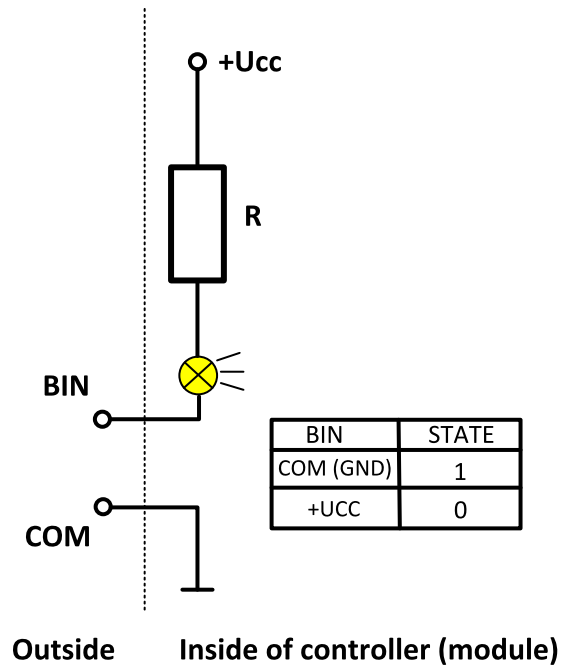 +Ucc
R
BIN
BIN STATE
COM (GND) 1
+UCC 0
COM
Outside Inside of controller (module)